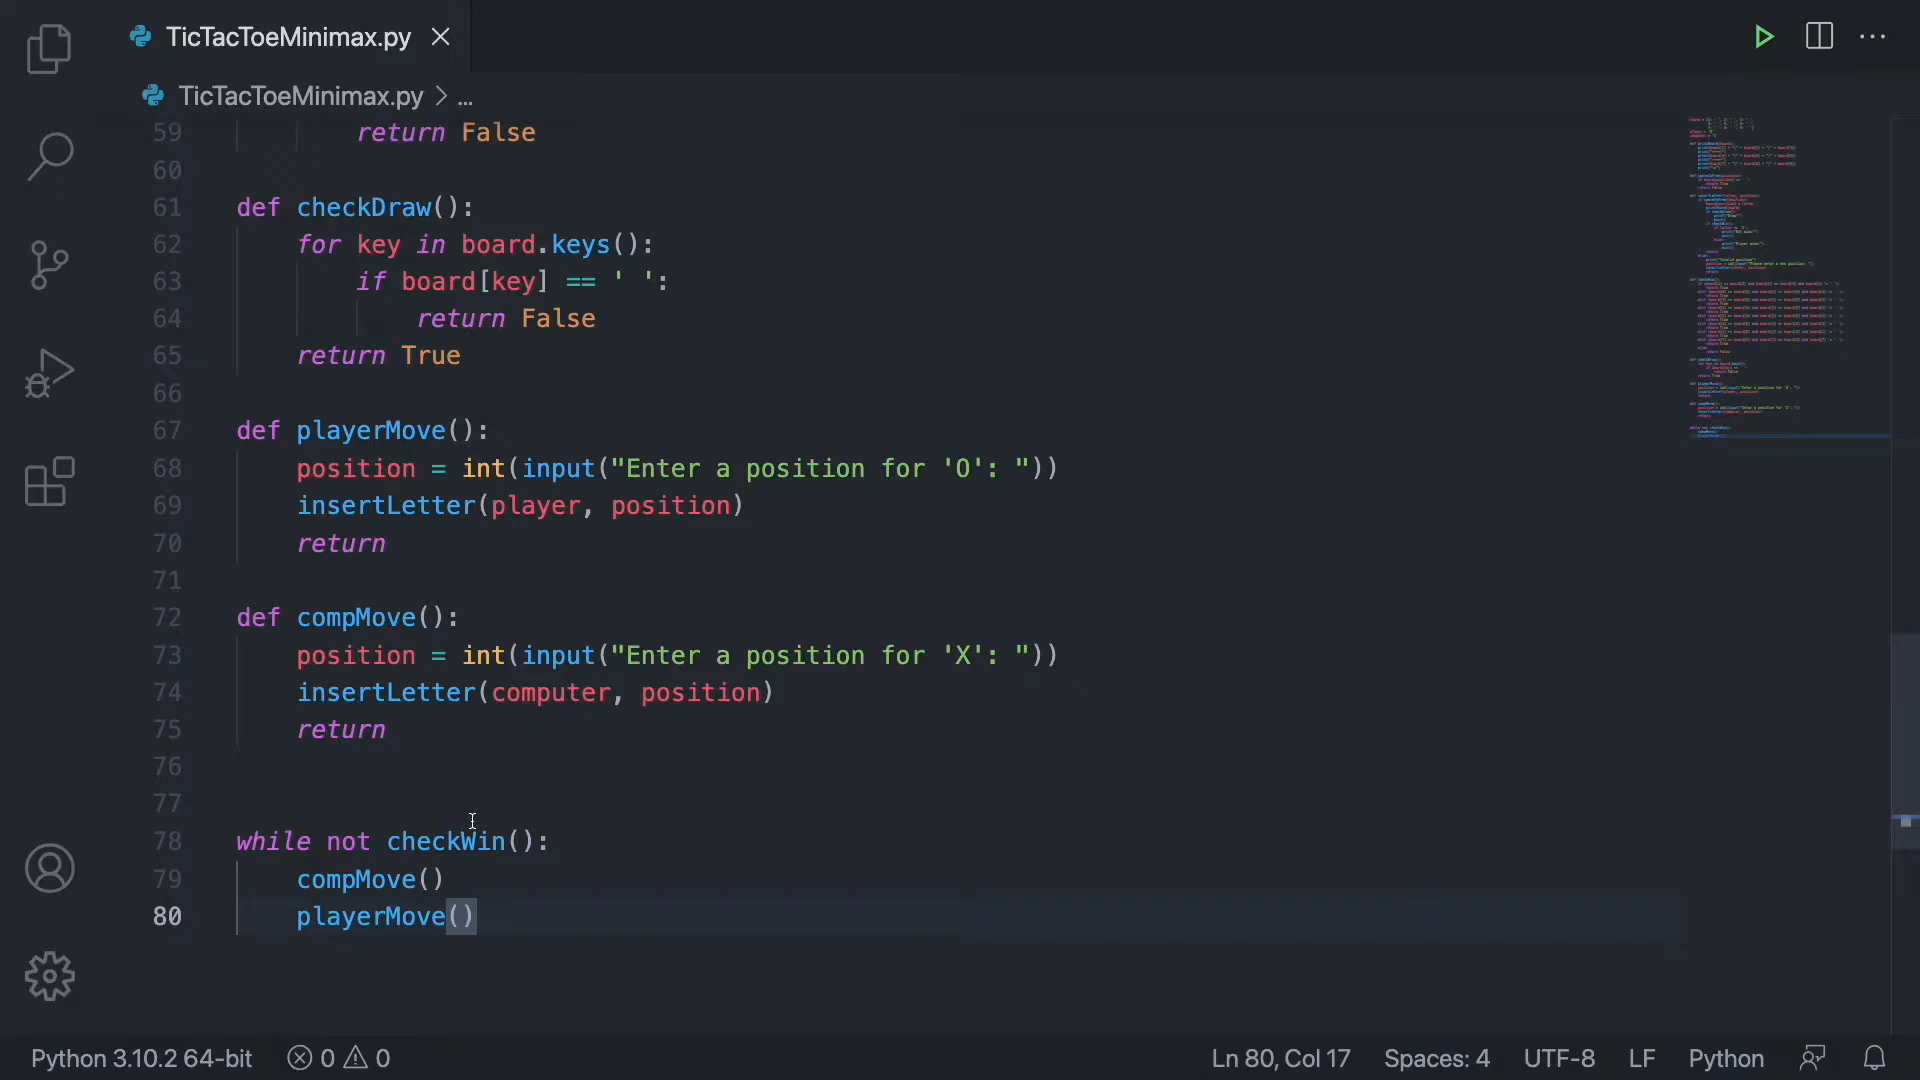 TicTacToeMinimax.py
TicTacToeMinimax.py > ...
59 return False
60
61 def checkDraw():
62 for key in board.keys():
63 if board[key] == ' ':
64 return False
65 return True
66
67 def playerMove():
68 position = int(input("Enter a position for 'O': "))
69 insertLetter(player, position)
70 return
71
72 def compMove():
73 position = int(input("Enter a position for 'X': "))
74 insertLetter(computer, position)
75 return
76
77
78 while not checkWin():
79 compMove()
80 playerMove()
Python 3.10.2 64-bit 0 0 Ln 80, Col 17 Spaces: 4 UTF-8 LF Python